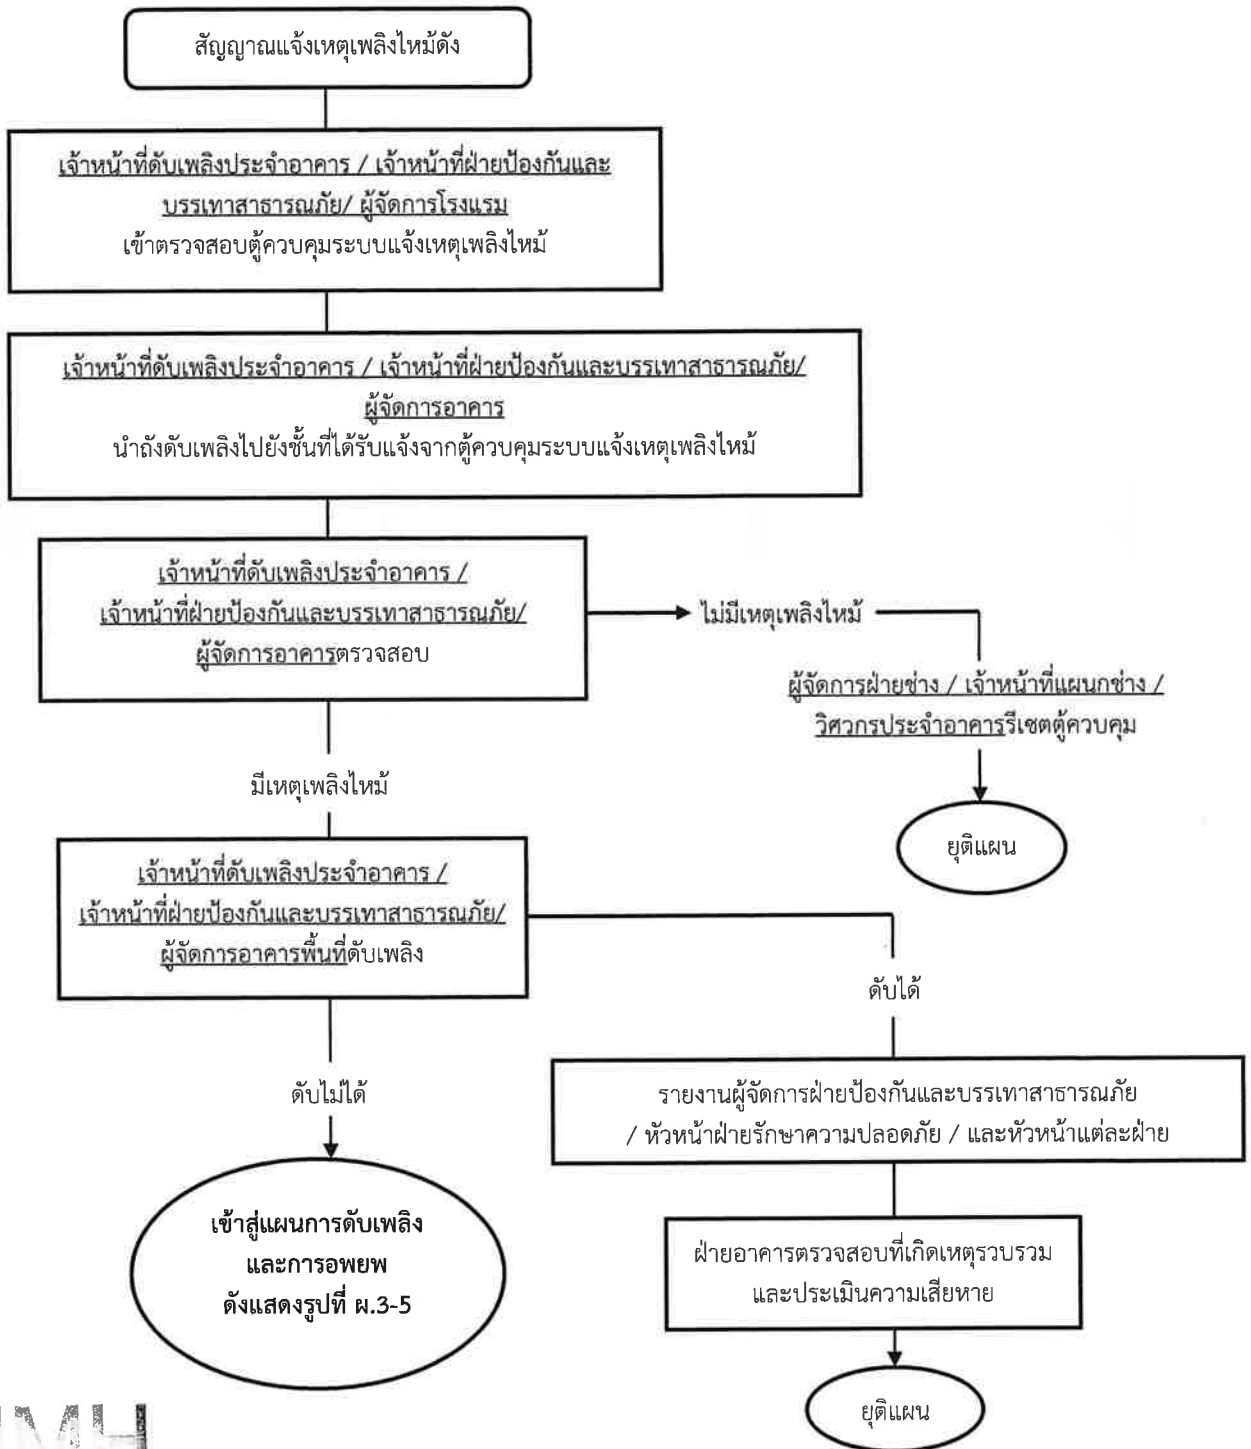 สัญญาณแจ้งเหตุเพลิงไหม้ดัง
เจ้าหน้าที่ดับเพลิงประจำอาคาร / เจ้าหน้าที่ฝ่ายป้องกันและ
บรรเทาสาธารณภัย/ ผู้จัดการโรงแรม
เข้าตรวจสอบตู้ควบคุมระบบแจ้งเหตุเพลิงไหม้
เจ้าหน้าที่ดับเพลิงประจำอาคาร / เจ้าหน้าที่ฝ่ายป้องกันและบรรเทาสาธารณภัย/
ผู้จัดการอาคาร
นำถังดับเพลิงไปยังชั้นที่ได้รับแจ้งจากตู้ควบคุมระบบแจ้งเหตุเพลิงไหม้
เจ้าหน้าที่ดับเพลิงประจำอาคาร /
เจ้าหน้าที่ฝ่ายป้องกันและบรรเทาสาธารณภัย/
ผู้จัดการอาคารตรวจสอบ
ไม่มีเหตุเพลิงไหม้
ผู้จัดการฝ่ายช่าง / เจ้าหน้าที่แผนกช่าง /
วิศวกรประจำอาคารรีเซตตู้ควบคุม
ยุติแผน
มีเหตุเพลิงไหม้
เจ้าหน้าที่ดับเพลิงประจำอาคาร /
เจ้าหน้าที่ฝ่ายป้องกันและบรรเทาสาธารณภัย/
ผู้จัดการอาคารพื้นที่ดับเพลิง
ดับได้
รายงานผู้จัดการฝ่ายป้องกันและบรรเทาสาธารณภัย
/ หัวหน้าฝ่ายรักษาความปลอดภัย / และหัวหน้าแต่ละฝ่าย
ฝ่ายอาคารตรวจสอบที่เกิดเหตุรวบรวม
และประเมินความเสียหาย
ยุติแผน
ดับไม่ได้
เข้าสู่แผนการดับเพลิง
และการอพยพ
ดังแสดงรูปที่ ผ.3-5